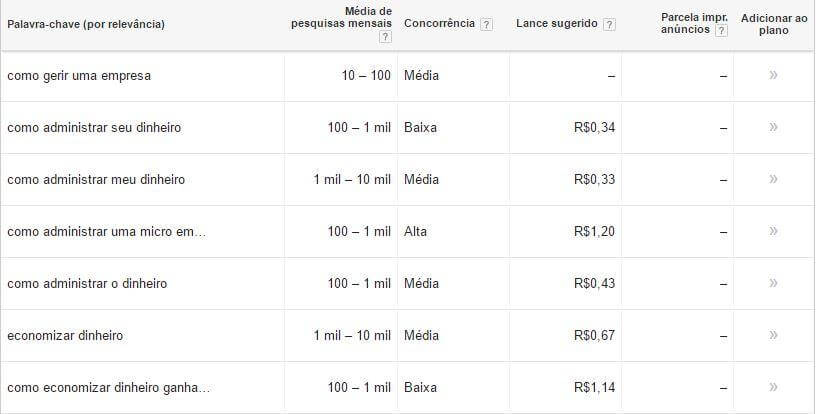 Palavra-chave (por relevância) Média de pesquisas mensais ? Concorrência ? Lance sugerido ? Parcela impr. anúncios ? Adicionar ao plano
como gerir uma empresa 10 – 100 Média – – »
como administrar seu dinheiro 100 – 1 mil Baixa R$0,34 – »
como administrar meu dinheiro 1 mil – 10 mil Média R$0,33 – »
como administrar uma micro em… 100 – 1 mil Alta R$1,20 – »
como administrar o dinheiro 100 – 1 mil Média R$0,43 – »
economizar dinheiro 1 mil – 10 mil Média R$0,67 – »
como economizar dinheiro ganha… 100 – 1 mil Baixa R$1,14 – »